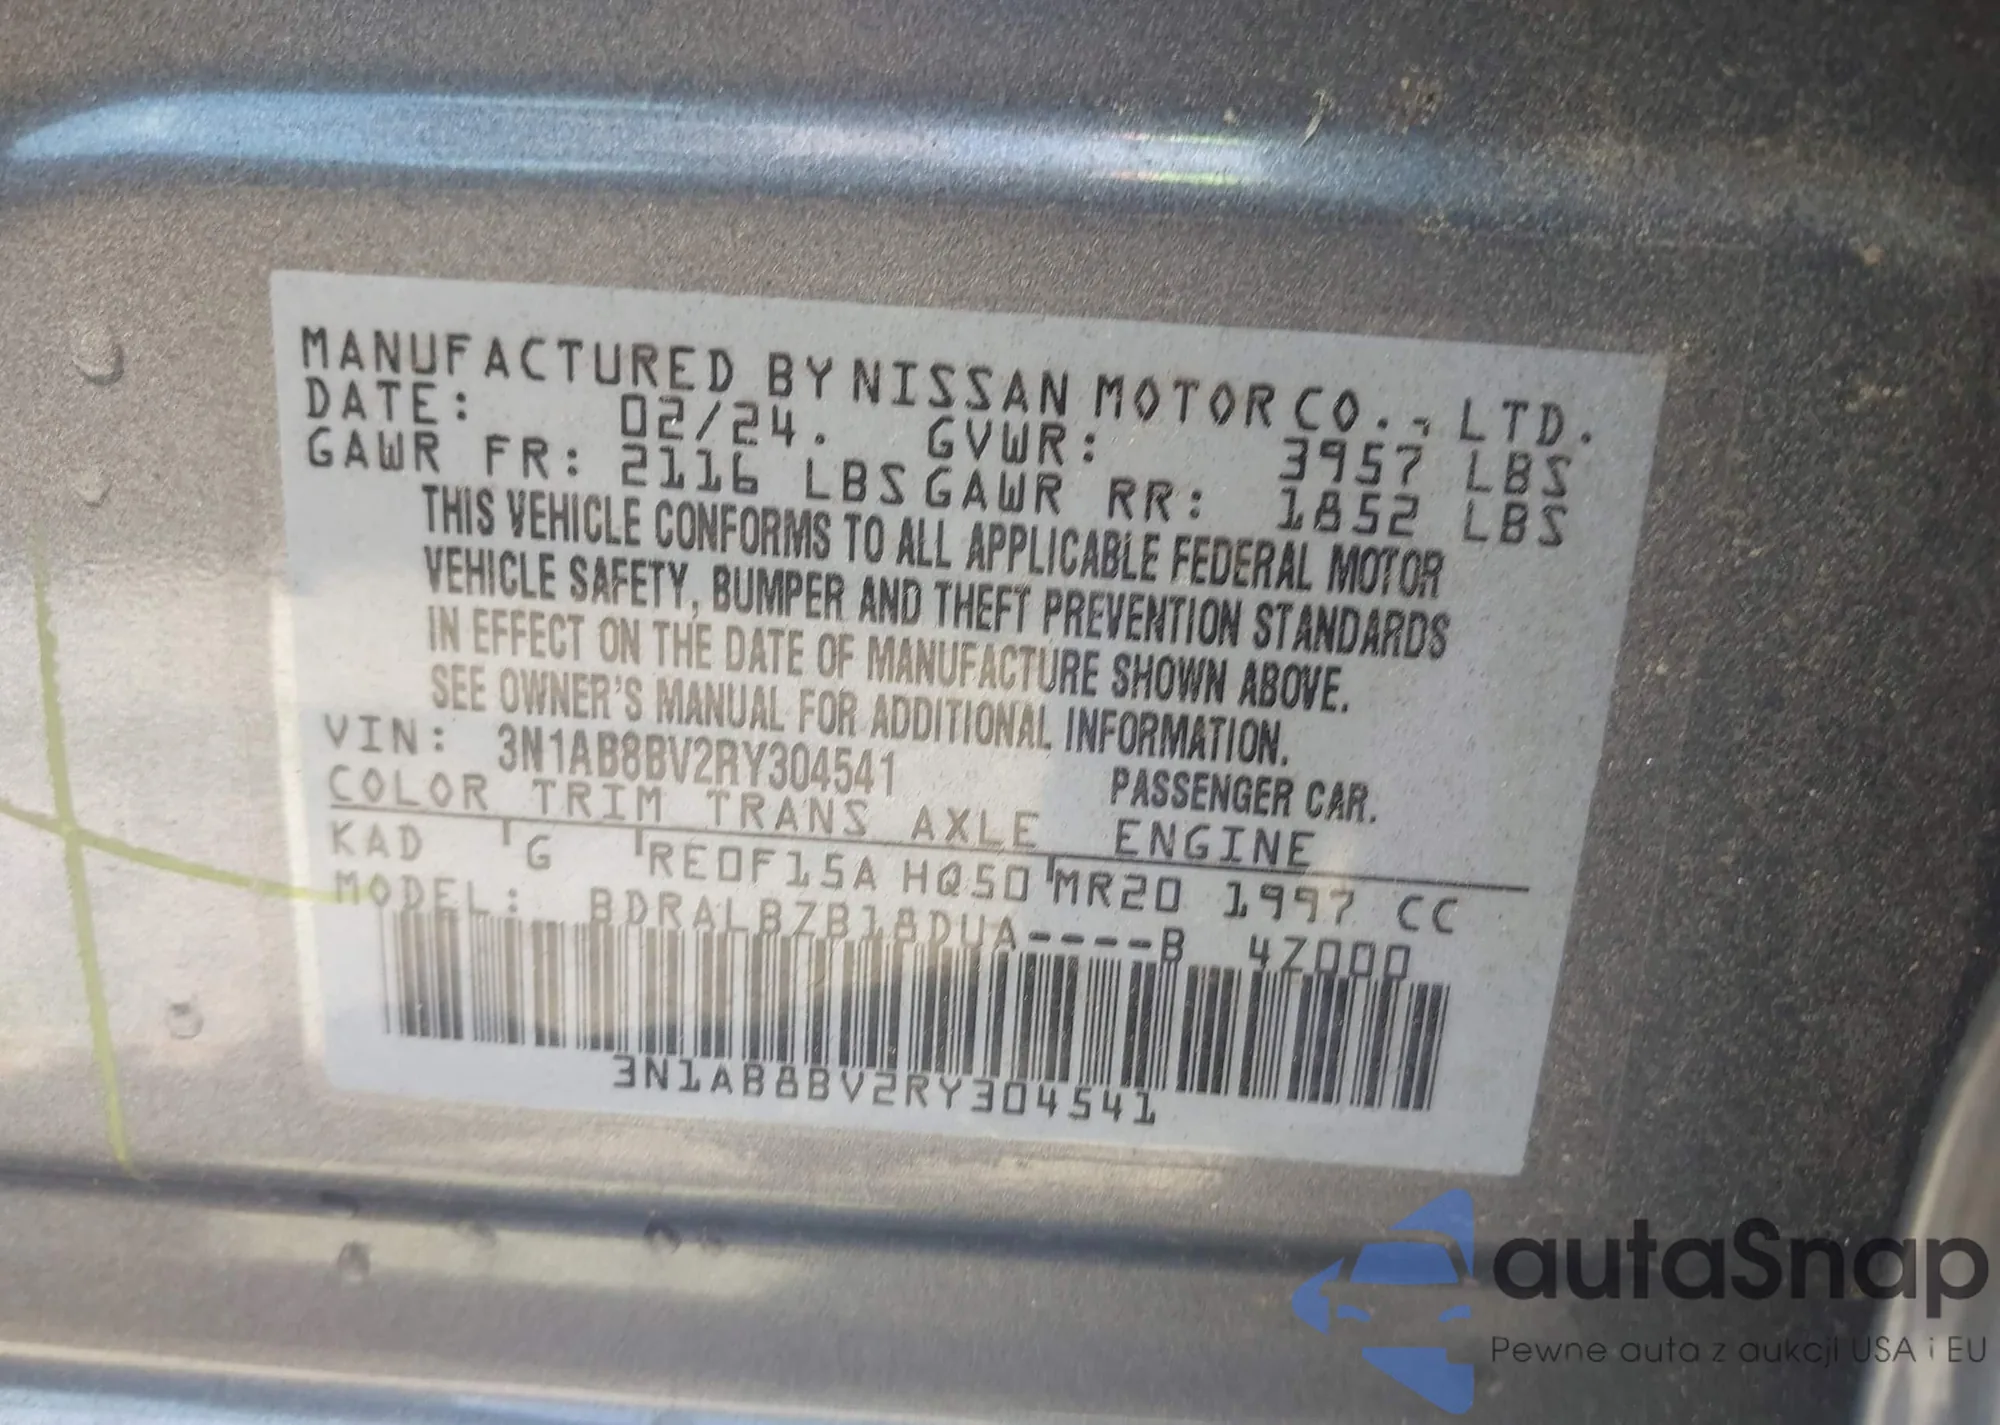 MANUFACTURED BY NISSAN MOTOR CO., LTD.
DATE: 02/24. GVWR: 3957 LBS
GAWR FR: 2116 LBS GAWR RR: 1852 LBS
THIS VEHICLE CONFORMS TO ALL APPLICABLE FEDERAL MOTOR
VEHICLE SAFETY, BUMPER AND THEFT PREVENTION STANDARDS
IN EFFECT ON THE DATE OF MANUFACTURE SHOWN ABOVE.
SEE OWNER'S MANUAL FOR ADDITIONAL INFORMATION.
VIN: 3N1AB8BV2RY304541 PASSENGER CAR.
COLOR TRIM TRANS AXLE ENGINE
KAD G RE0F15A HQ50 MR20 1997 CC
MODEL: BDRALBZB18DUA----B 4Z000
3N1AB8BV2RY304541
autaSnap
Pewne auta z aukcji USA i EU